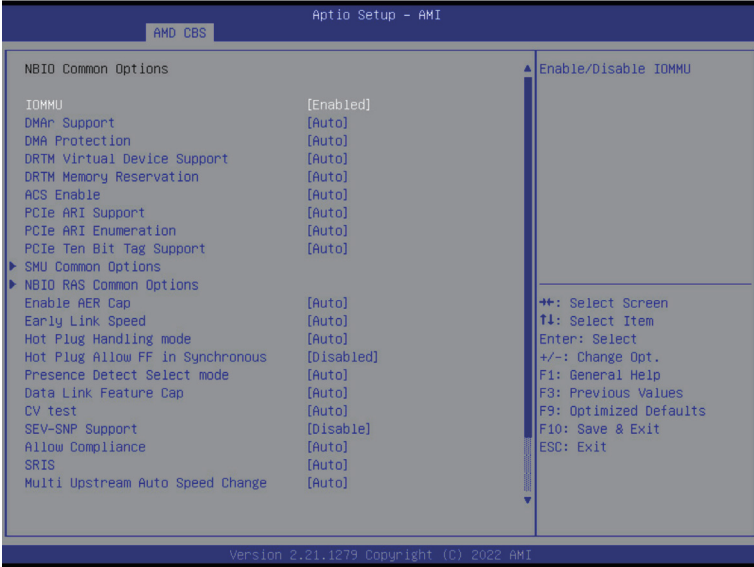 Aptio Setup – AMI
AMD CBS
NBIO Common Options
IOMMU [Enabled]
DMAr Support [Auto]
DMA Protection [Auto]
DRTM Virtual Device Support [Auto]
DRTM Memory Reservation [Auto]
ACS Enable [Auto]
PCIe ARI Support [Auto]
PCIe ARI Enumeration [Auto]
PCIe Ten Bit Tag Support [Auto]
SMU Common Options
NBIO RAS Common Options
Enable AER Cap [Auto]
Early Link Speed [Auto]
Hot Plug Handling mode [Auto]
Hot Plug Allow FF in Synchronous [Disabled]
Presence Detect Select mode [Auto]
Data Link Feature Cap [Auto]
CV test [Auto]
SEV-SNP Support [Disable]
Allow Compliance [Auto]
SRIS [Auto]
Multi Upstream Auto Speed Change [Auto]
Enable/Disable IOMMU
→←: Select Screen
↑↓: Select Item
Enter: Select
+/-: Change Opt.
F1: General Help
F3: Previous Values
F9: Optimized Defaults
F10: Save & Exit
ESC: Exit
Version 2.21.1279 Copyright (C) 2022 AMI